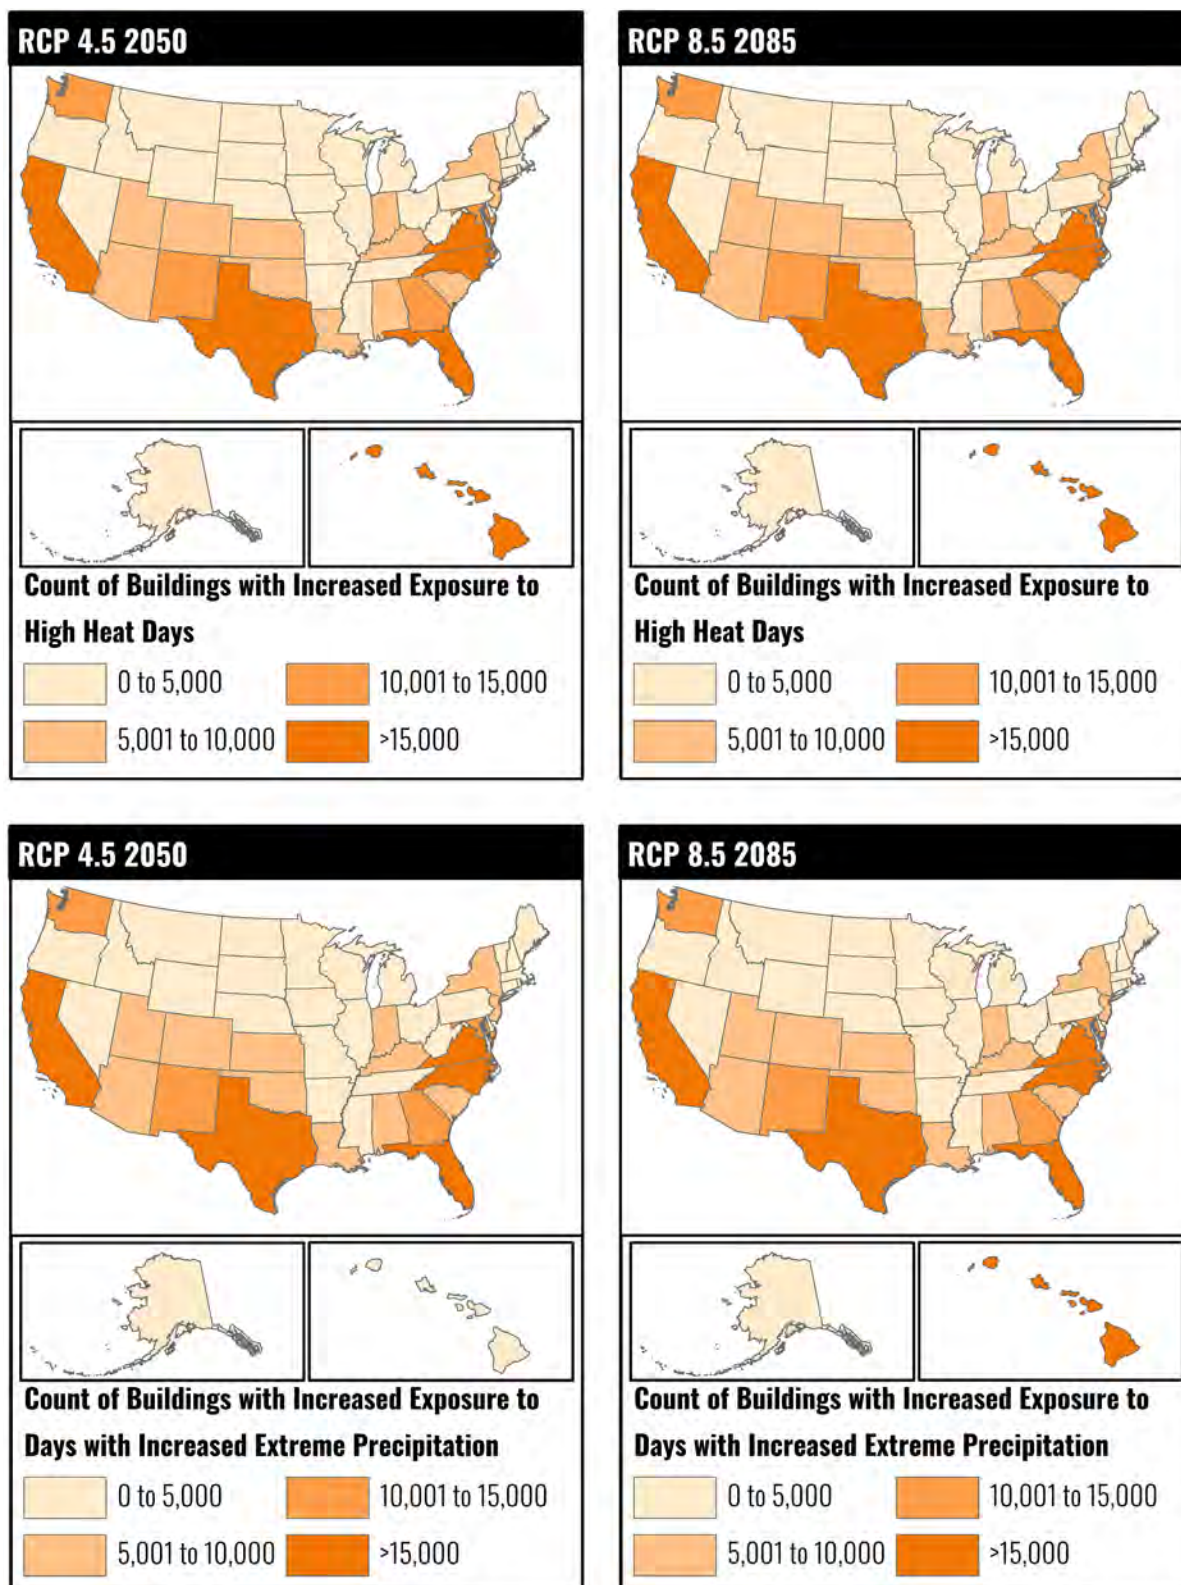 RCP 4.5 2050
Count of Buildings with Increased Exposure to
High Heat Days
0 to 5,000
10,001 to 15,000
5,001 to 10,000
>15,000
RCP 8.5 2085
Count of Buildings with Increased Exposure to
High Heat Days
0 to 5,000
10,001 to 15,000
5,001 to 10,000
>15,000
RCP 4.5 2050
Count of Buildings with Increased Exposure to
Days with Increased Extreme Precipitation
0 to 5,000
10,001 to 15,000
5,001 to 10,000
>15,000
RCP 8.5 2085
Count of Buildings with Increased Exposure to
Days with Increased Extreme Precipitation
0 to 5,000
10,001 to 15,000
5,001 to 10,000
>15,000